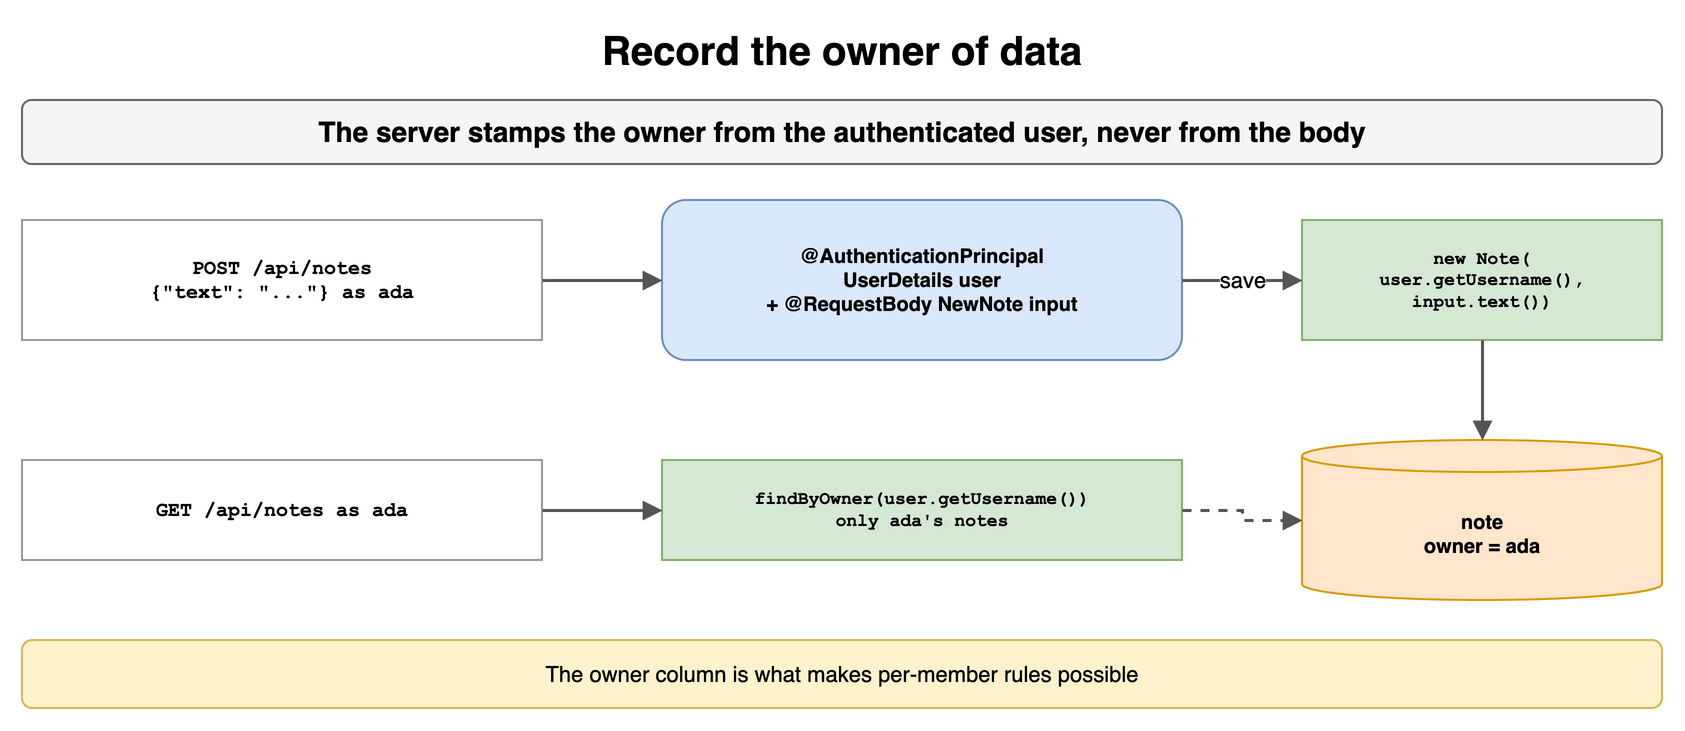 Record the owner of data
The server stamps the owner from the authenticated user, never from the body
POST /api/notes
{"text": "..."} as ada
@AuthenticationPrincipal
UserDetails user
+ @RequestBody NewNote input
save
new Note(
user.getUsername(),
input.text())
GET /api/notes as ada
findByOwner(user.getUsername())
only ada's notes
note
owner = ada
The owner column is what makes per-member rules possible